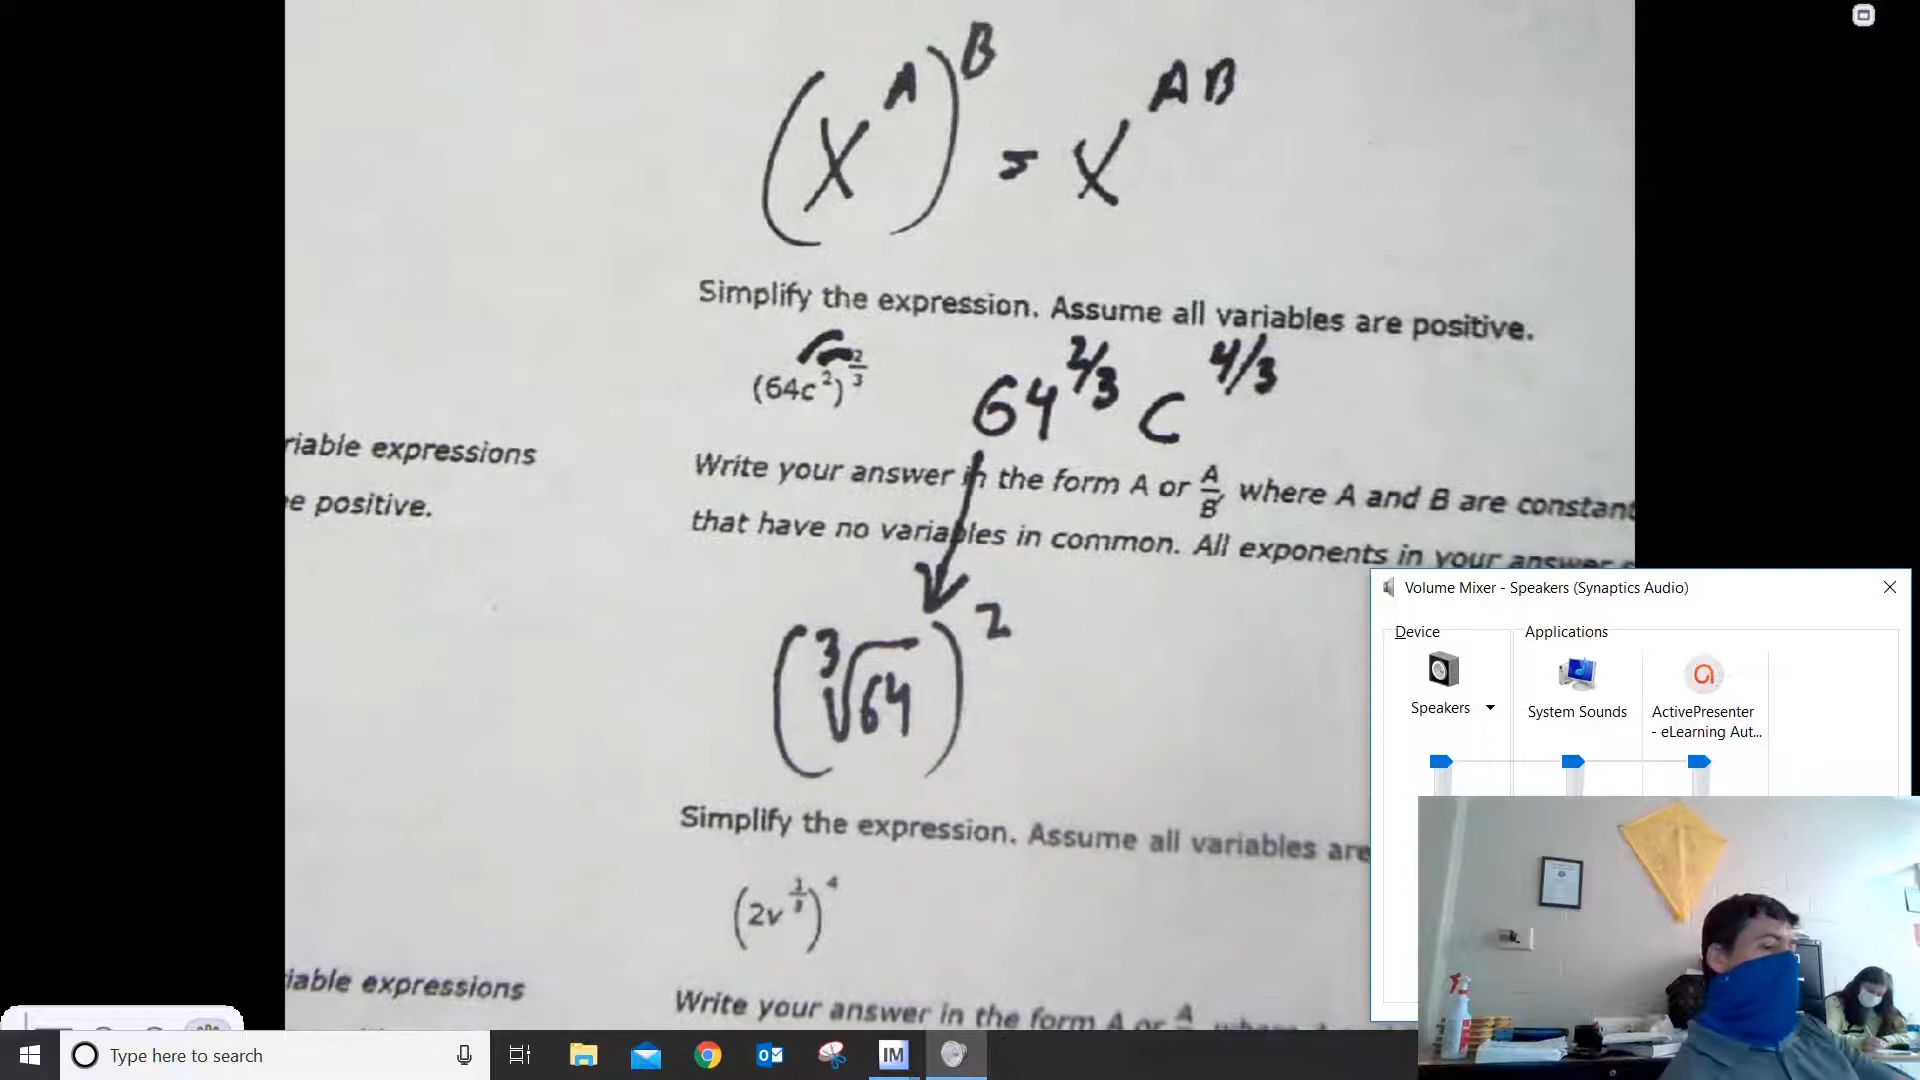 (X^A)^B = X^AB
Simplify the expression. Assume all variables are positive.
(64c²)^2/3 64^2/3 C^4/3
riable expressions
e positive.
Write your answer in the form A or A/B, where A and B are constant
that have no variables in common. All exponents in your answer
(³√64)²
Simplify the expression. Assume all variables are
(2v)⁴
iable expressions
Write your answer in the form A or A
Volume Mixer - Speakers (Synaptics Audio)
Device
Applications
Speakers
System Sounds
ActivePresenter
- eLearning Aut...
Type here to search
IM